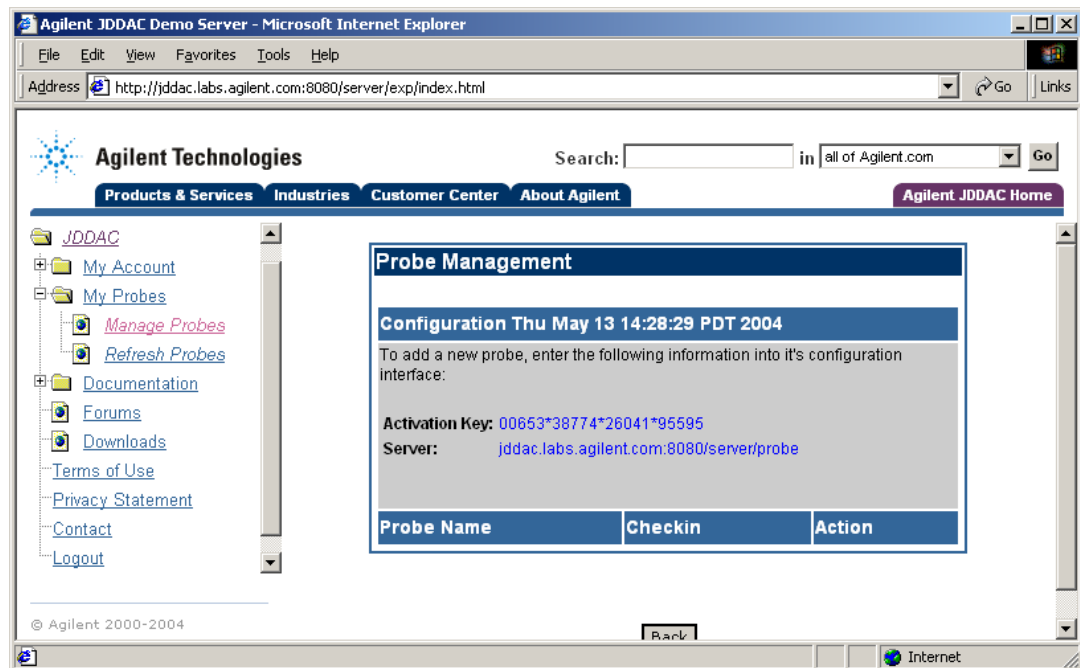 Agilent JDDAC Demo Server - Microsoft Internet Explorer
File Edit View Favorites Tools Help
Address http://jddac.labs.agilent.com:8080/server/exp/index.html Go Links
Agilent Technologies Search: in all of Agilent.com Go
Products & Services Industries Customer Center About Agilent Agilent JDDAC Home
JDDAC
My Account
My Probes
Manage Probes
Refresh Probes
Documentation
Forums
Downloads
Terms of Use
Privacy Statement
Contact
Logout
© Agilent 2000-2004
Probe Management
Configuration Thu May 13 14:28:29 PDT 2004
To add a new probe, enter the following information into it's configuration
interface:
Activation Key: 00653*38774*26041*95595
Server: jddac.labs.agilent.com:8080/server/probe
Probe Name Checkin Action
Back
Internet